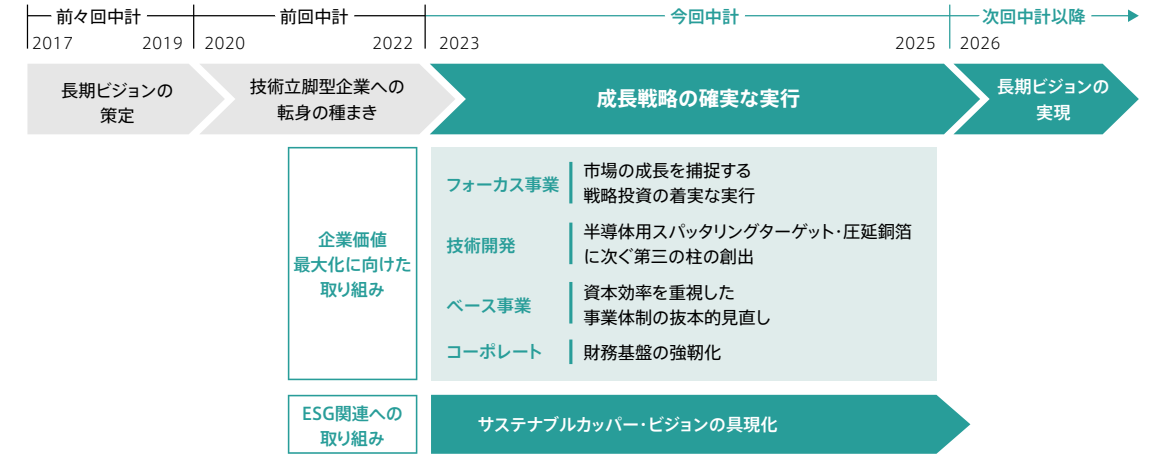 前々回中計
前回中計
今回中計
次回中計以降
2017
2019
2020
2022
2023
2025
2026
長期ビジョンの
策定
技術立脚型企業への
転身の種まき
成長戦略の確実な実行
長期ビジョンの
実現
企業価値
最大化に向けた
取り組み
フォーカス事業
市場の成長を捕捉する
戦略投資の着実な実行
技術開発
半導体用スパッタリングターゲット・圧延銅箔
に次ぐ第三の柱の創出
ベース事業
資本効率を重視した
事業体制の抜本的見直し
コーポレート
財務基盤の強靭化
ESG関連への
取り組み
サステナブルカッパー・ビジョンの具現化